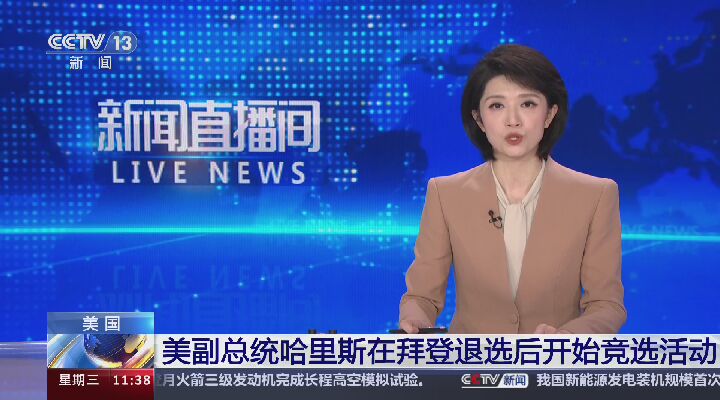 CCTV 13
新闻
新闻直播间
LIVE NEWS
美国
美副总统哈里斯在拜登退选后开始竞选活动
星期三 11:38
月火箭三级发动机完成长程高空模拟试验。 CCTV 新闻 我国新能源发电装机规模首次